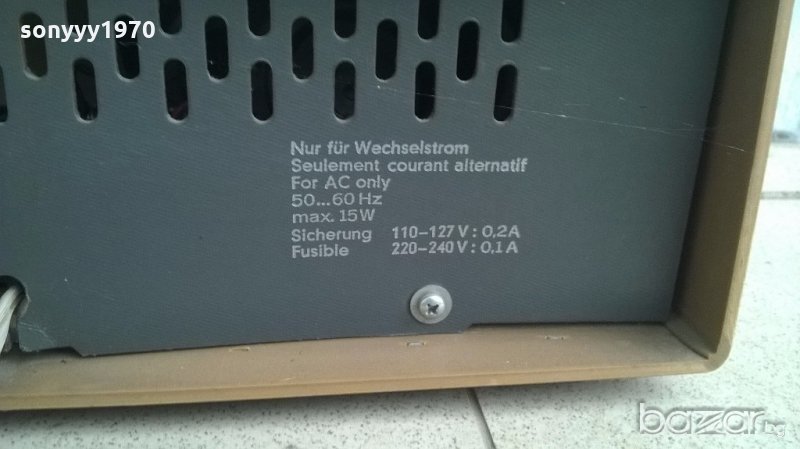 sonyyy1970
Nur für Wechselstrom
Seulement courant alternatif
For AC only
50...60 Hz
max. 15 W
Sicherung 110-127 V : 0,2 A
Fusible 220-240 V : 0,1 A
bazar.bg